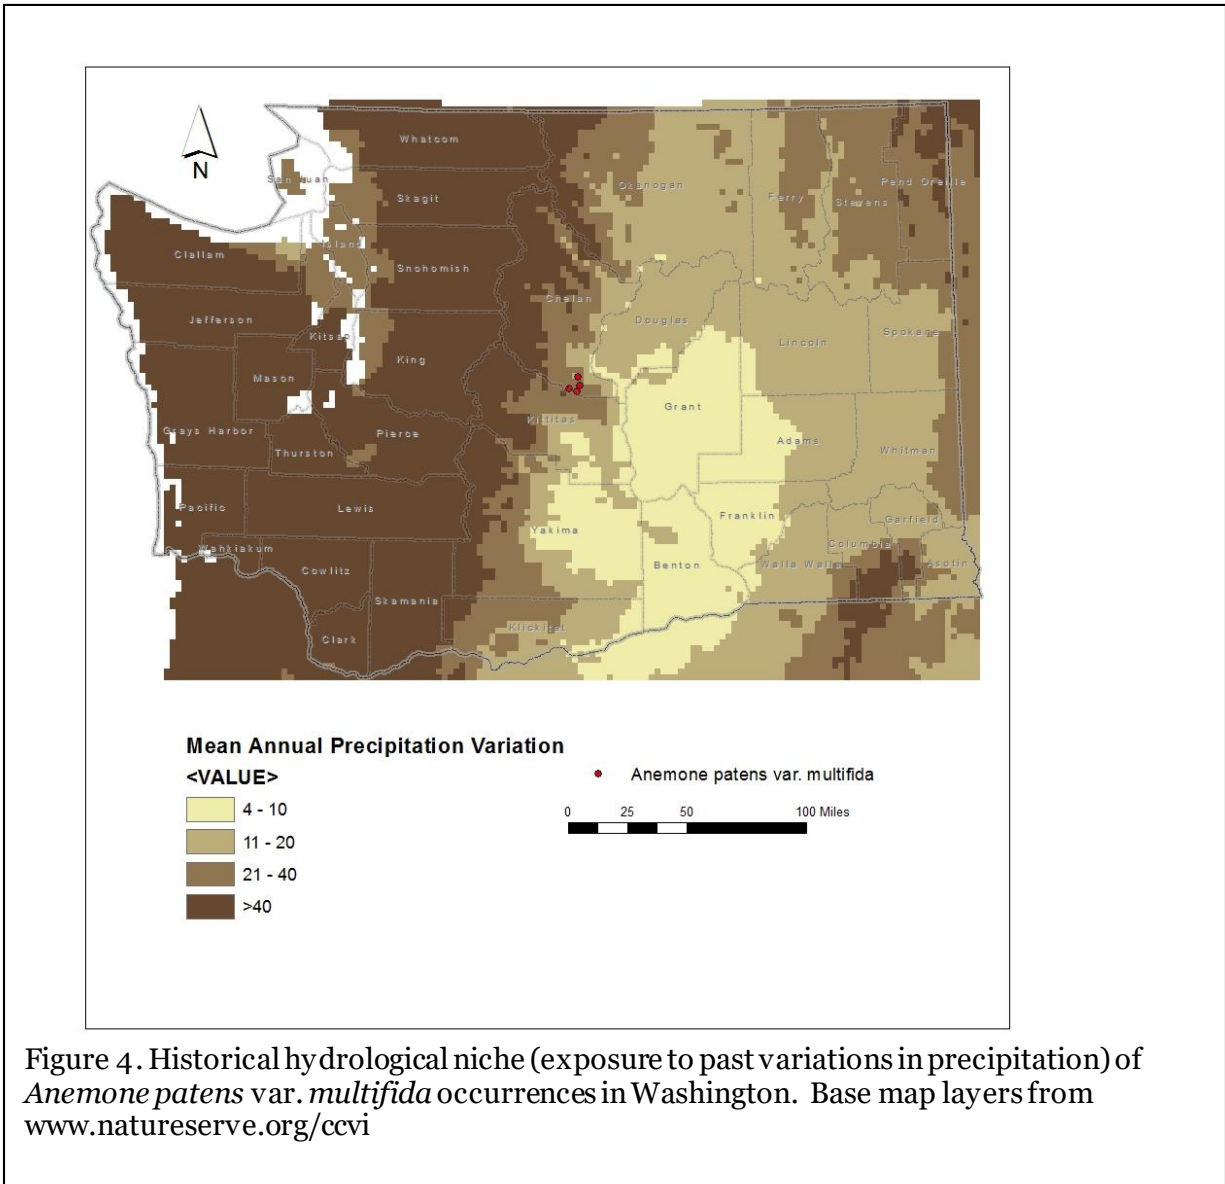 N
Whatcom
San Juan
Okanogan
Pend Oreille
Skagit
Ferry
Stevens
Island
Clallam
Snohomish
Chelan
Jefferson
Douglas
Kitsap
Spokane
Lincoln
King
Mason
Grant
Kittitas
Grays Harbor
Pierce
Adams
Thurston
Whitman
Pacific
Lewis
Franklin
Garfield
Yakima
Wahkiakum
Columbia
Cowlitz
Benton
Walla Walla
Asotin
Skamania
Klickitat
Clark
Mean Annual Precipitation Variation
<VALUE>
4 - 10
11 - 20
21 - 40
>40
Anemone patens var. multifida
0 25 50 100 Miles
Figure 4. Historical hydrological niche (exposure to past variations in precipitation) of
Anemone patens var. multifida occurrences in Washington. Base map layers from
www.natureserve.org/ccvi